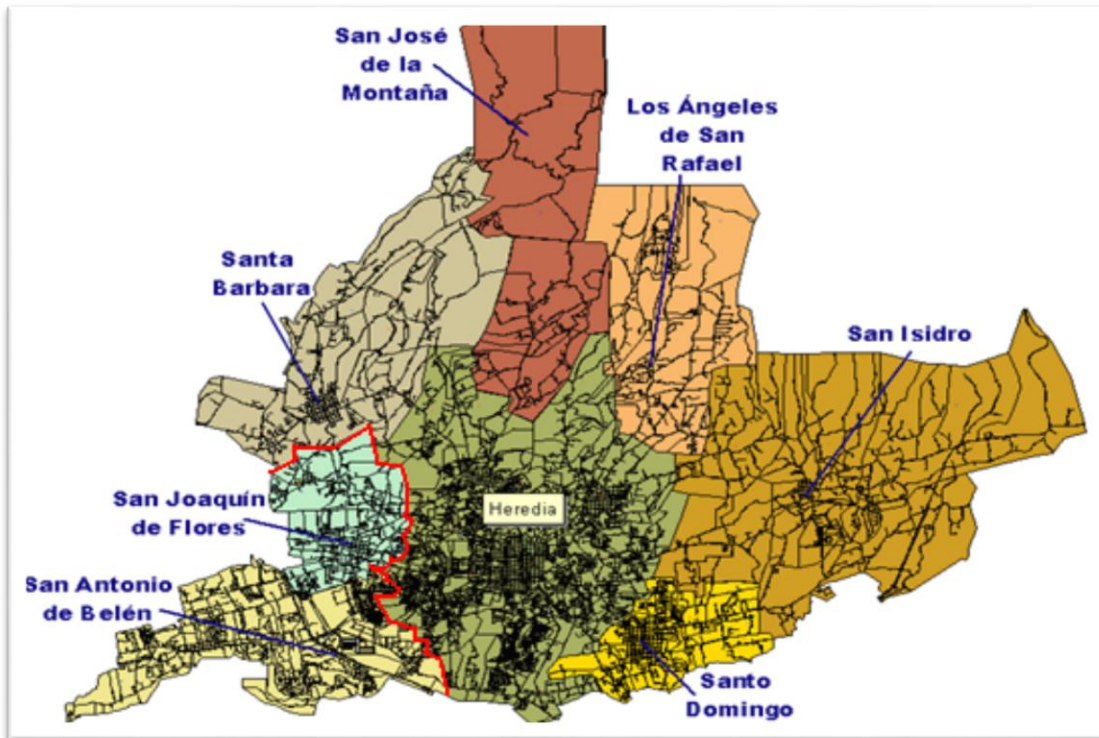 San José
de la
Montaña
Los Ángeles
de San
Rafael
Santa
Barbara
San Isidro
San Joaquín
de Flores
Heredia
San Antonio
de Belén
Santo
Domingo